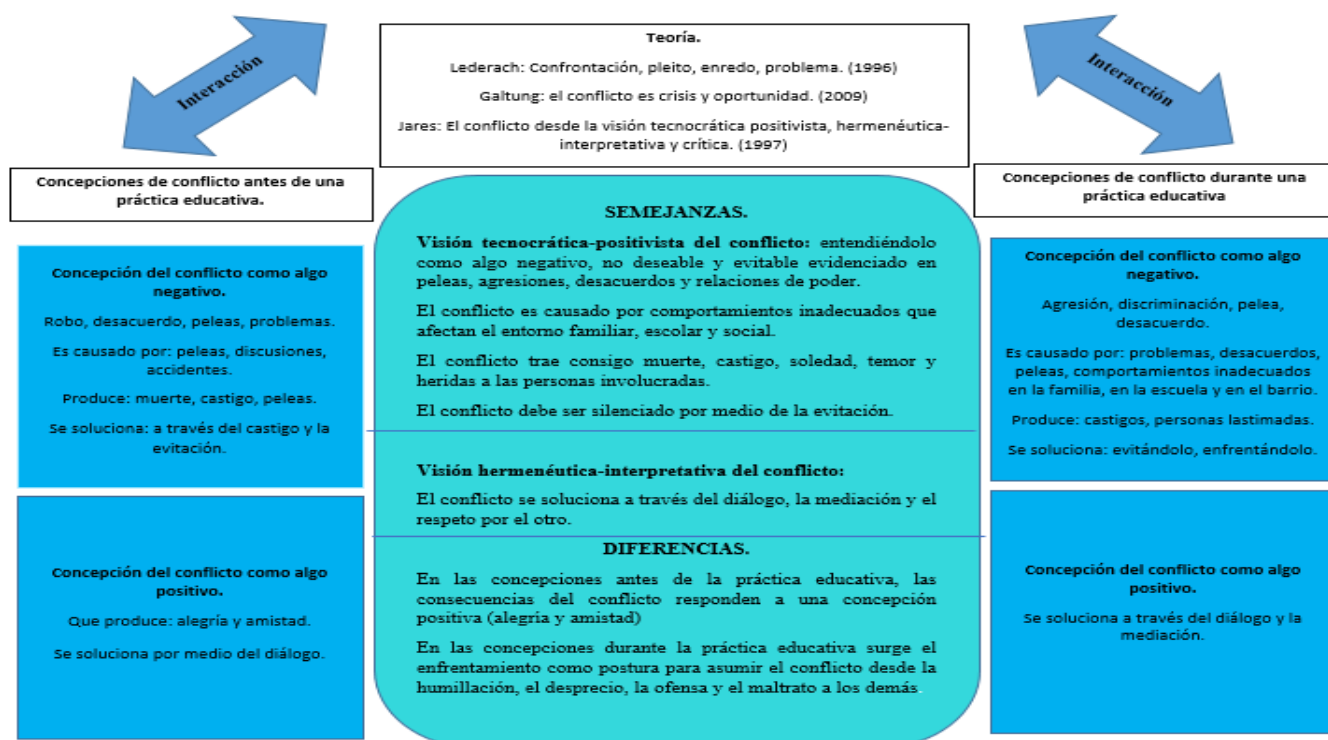 Interacción
Teoría.
Lederach: Confrontación, pleito, enredo, problema. (1996)
Galtung: el conflicto es crisis y oportunidad. (2009)
Jares: El conflicto desde la visión tecnocrática positivista, hermenéutica-
interpretativa y crítica. (1997)
Interacción
Concepciones de conflicto antes de una
práctica educativa.
Concepción del conflicto como algo
negativo.
Robo, desacuerdo, peleas, problemas.
Es causado por: peleas, discusiones,
accidentes.
Produce: muerte, castigo, peleas.
Se soluciona: a través del castigo y la
evitación.
Concepción del conflicto como algo
positivo.
Que produce: alegría y amistad.
Se soluciona por medio del diálogo.
SEMEJANZAS.
Visión tecnocrática-positivista del conflicto: entendiéndolo
como algo negativo, no deseable y evitable evidenciado en
peleas, agresiones, desacuerdos y relaciones de poder.
El conflicto es causado por comportamientos inadecuados que
afectan el entorno familiar, escolar y social.
El conflicto trae consigo muerte, castigo, soledad, temor y
heridas a las personas involucradas.
El conflicto debe ser silenciado por medio de la evitación.
Visión hermenéutica-interpretativa del conflicto:
El conflicto se soluciona a través del diálogo, la mediación y el
respeto por el otro.
DIFERENCIAS.
En las concepciones antes de la práctica educativa, las
consecuencias del conflicto responden a una concepción
positiva (alegría y amistad)
En las concepciones durante la práctica educativa surge el
enfrentamiento como postura para asumir el conflicto desde la
humillación, el desprecio, la ofensa y el maltrato a los demás.
Concepciones de conflicto durante una
práctica educativa
Concepción del conflicto como algo
negativo.
Agresión, discriminación, pelea,
desacuerdo.
Es causado por: problemas, desacuerdos,
peleas, comportamientos inadecuados
en la familia, en la escuela y en el barrio.
Produce: castigos, personas lastimadas.
Se soluciona: evitándolo, enfrentándolo.
Concepción del conflicto como algo
positivo.
Se soluciona a través del diálogo y la
mediación.